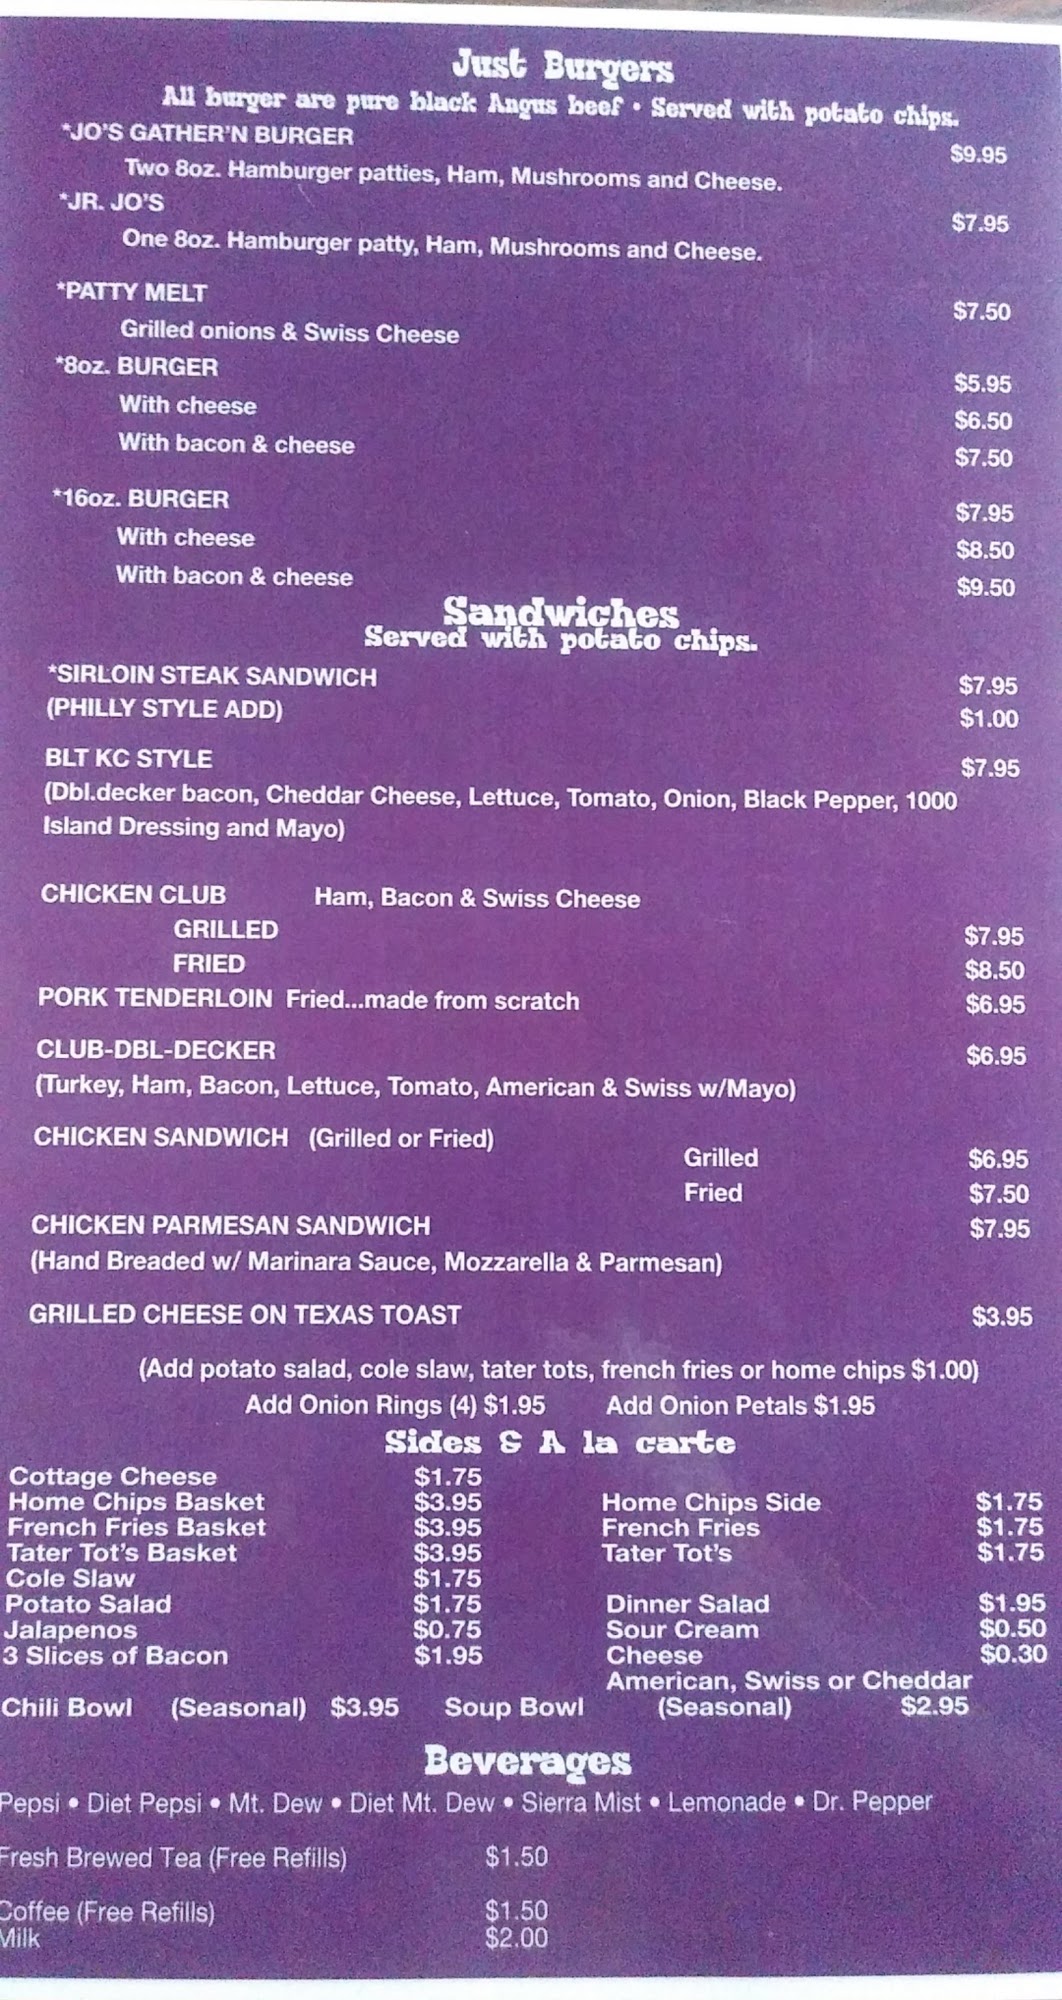 Just Burgers
All burger are pure black Angus beef • Served with potato chips.
*JO'S GATHER'N BURGER $9.95
Two 8oz. Hamburger patties, Ham, Mushrooms and Cheese.
*JR. JO'S $7.95
One 8oz. Hamburger patty, Ham, Mushrooms and Cheese.
*PATTY MELT $7.50
Grilled onions & Swiss Cheese
*8oz. BURGER $5.95
With cheese $6.50
With bacon & cheese $7.50
*16oz. BURGER $7.95
With cheese $8.50
With bacon & cheese $9.50
Sandwiches
Served with potato chips.
*SIRLOIN STEAK SANDWICH $7.95
(PHILLY STYLE ADD) $1.00
BLT KC STYLE $7.95
(Dbl.decker bacon, Cheddar Cheese, Lettuce, Tomato, Onion, Black Pepper, 1000
Island Dressing and Mayo)
CHICKEN CLUB Ham, Bacon & Swiss Cheese
GRILLED $7.95
FRIED $8.50
PORK TENDERLOIN Fried...made from scratch $6.95
CLUB-DBL-DECKER $6.95
(Turkey, Ham, Bacon, Lettuce, Tomato, American & Swiss w/Mayo)
CHICKEN SANDWICH (Grilled or Fried)
Grilled $6.95
Fried $7.50
CHICKEN PARMESAN SANDWICH $7.95
(Hand Breaded w/ Marinara Sauce, Mozzarella & Parmesan)
GRILLED CHEESE ON TEXAS TOAST $3.95
(Add potato salad, cole slaw, tater tots, french fries or home chips $1.00)
Add Onion Rings (4) $1.95 Add Onion Petals $1.95
Sides & A la carte
Cottage Cheese $1.75
Home Chips Basket $3.95 Home Chips Side $1.75
French Fries Basket $3.95 French Fries $1.75
Tater Tot's Basket $3.95 Tater Tot's $1.75
Cole Slaw $1.75
Potato Salad $1.75 Dinner Salad $1.95
Jalapenos $0.75 Sour Cream $0.50
3 Slices of Bacon $1.95 Cheese $0.30
American, Swiss or Cheddar
Chili Bowl (Seasonal) $3.95 Soup Bowl (Seasonal) $2.95
Beverages
Pepsi • Diet Pepsi • Mt. Dew • Diet Mt. Dew • Sierra Mist • Lemonade • Dr. Pepper
Fresh Brewed Tea (Free Refills) $1.50
Coffee (Free Refills) $1.50
Milk $2.00